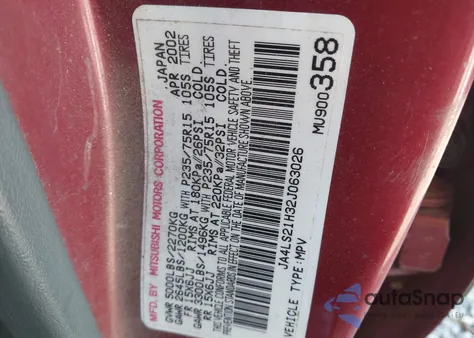 MFD. BY MITSUBISHI MOTORS CORPORATION JAPAN
GVWR 5000LBS/2270KG APR 2002
GAWR 2645LBS/1200KG WITH P235/75R15 105S TIRES
FR 15X6JJ RIMS AT 180KPa/26PSI. COLD.
GAWR 3300LBS/1496KG WITH P235/75R15 105S TIRES
RR 15X6JJ RIMS AT 220KPa/32PSI COLD.
THIS VEHICLE CONFORMS TO ALL APPLICABLE FEDERAL MOTOR VEHICLE SAFETY AND THEFT
PREVENTION STANDARDS IN EFFECT ON THE DATE OF MANUFACTURE SHOWN ABOVE.
JA4LS21H32J063026
VEHICLE TYPE:MPV
MU900358
autoSnap